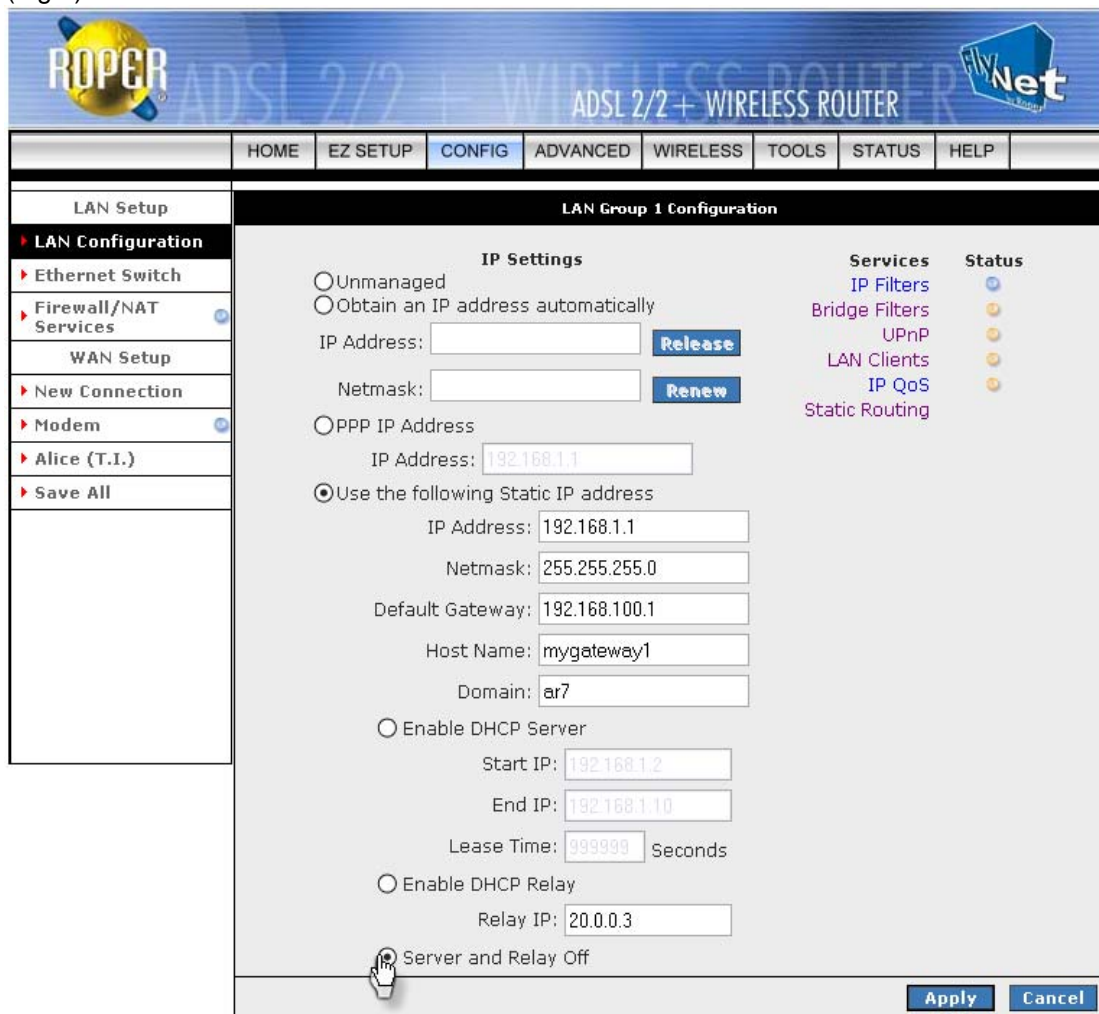 ROPER
ADSL 2/2 + WIRELESS ROUTER
ADSL 2/2 + WIRELESS ROUTER
FlyNet
by Roper
HOME EZ SETUP CONFIG ADVANCED WIRELESS TOOLS STATUS HELP
LAN Setup
LAN Configuration
Ethernet Switch
Firewall/NAT
Services
WAN Setup
New Connection
Modem
Alice (T.I.)
Save All
LAN Group 1 Configuration
IP Settings
Unmanaged
Obtain an IP address automatically
IP Address: Release
Netmask: Renew
PPP IP Address
IP Address: 192.168.1.1
Use the following Static IP address
IP Address: 192.168.1.1
Netmask: 255.255.255.0
Default Gateway: 192.168.100.1
Host Name: mygateway1
Domain: ar7
Enable DHCP Server
Start IP: 192.168.1.2
End IP: 192.168.1.10
Lease Time: 999999 Seconds
Enable DHCP Relay
Relay IP: 20.0.0.3
Server and Relay Off
Services Status
IP Filters
Bridge Filters
UPnP
LAN Clients
IP QoS
Static Routing
Apply Cancel